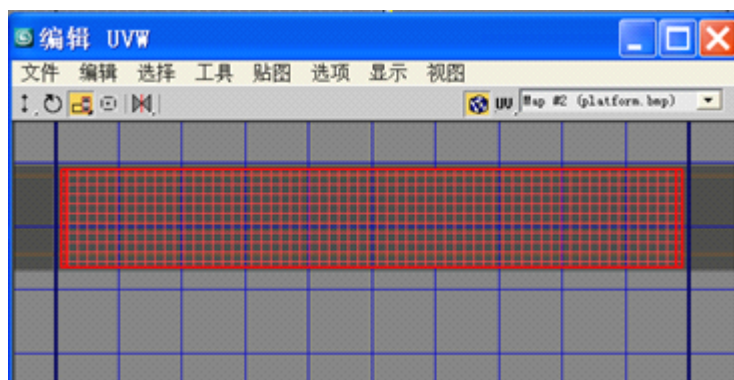 编辑 UVW
文件 编辑 选择 工具 贴图 选项 显示 视图
UV Map #2 (platform.bmp)